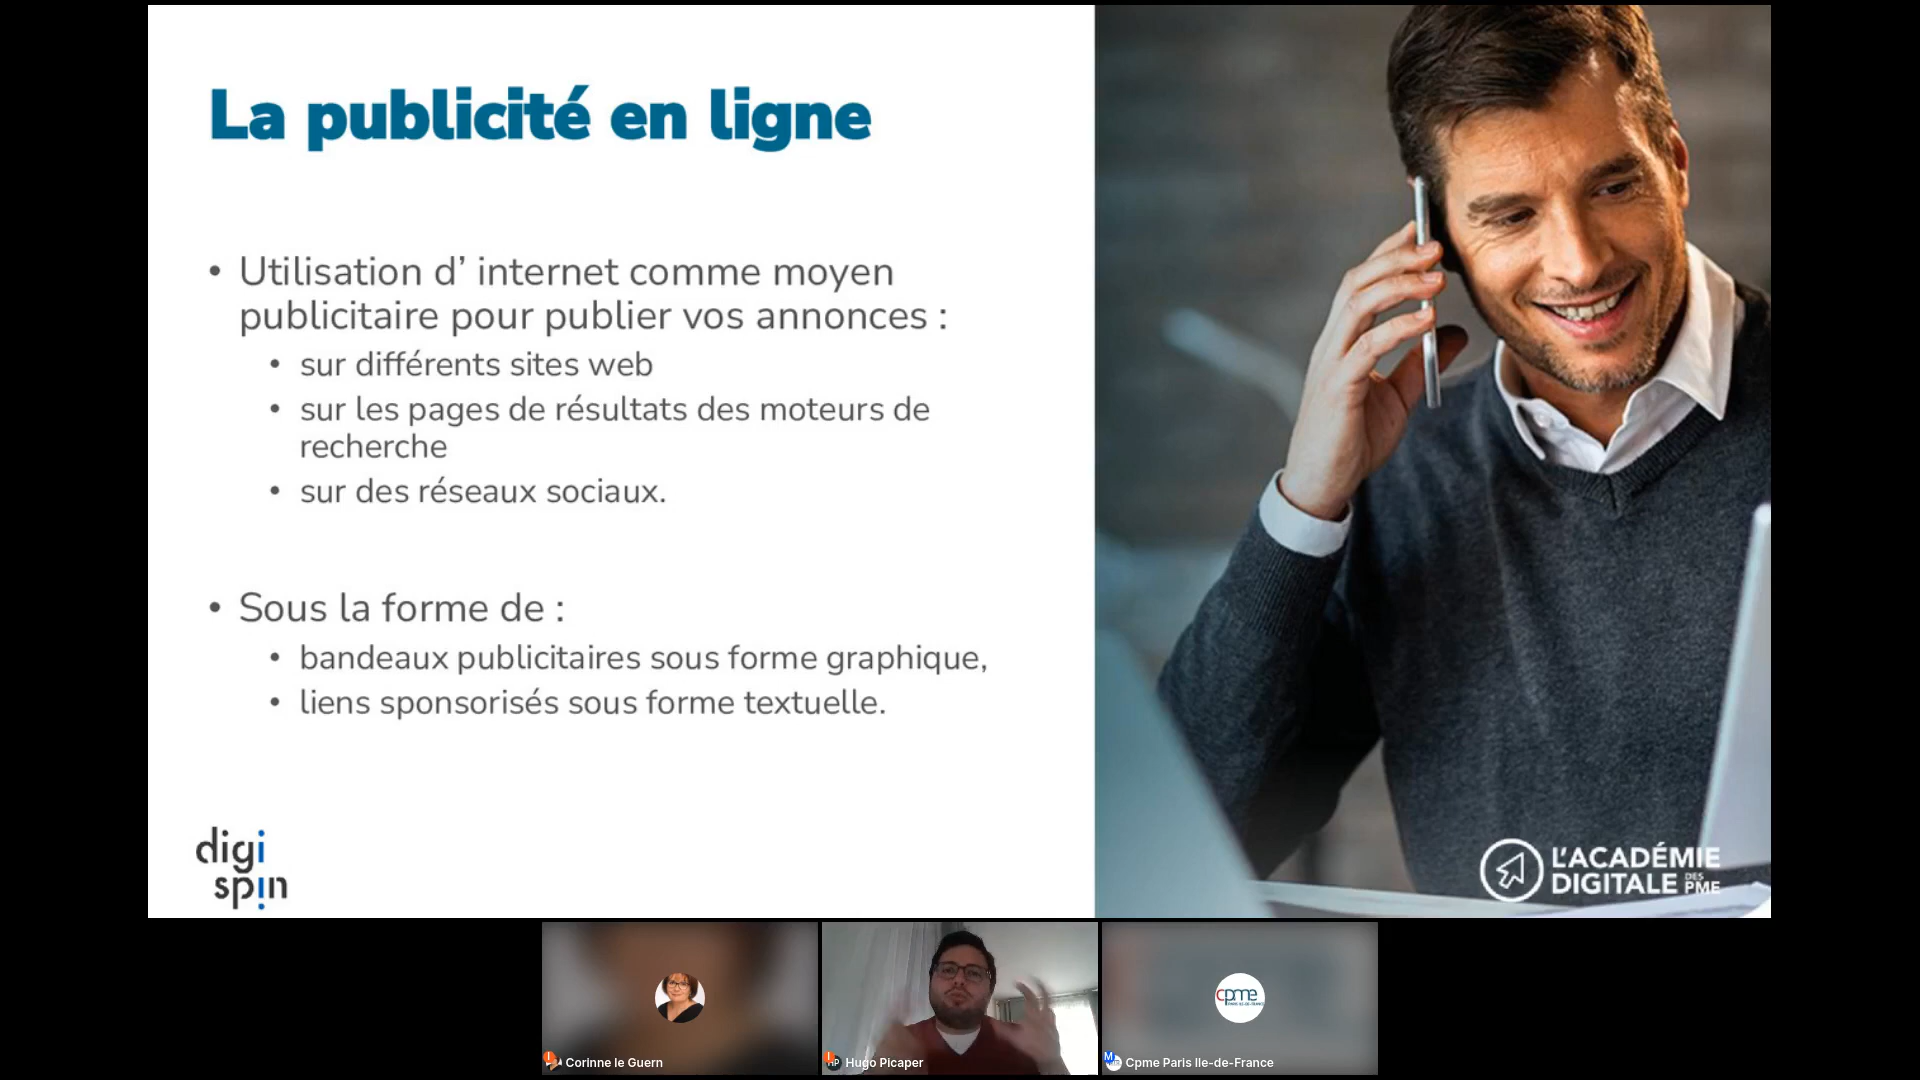 La publicité en ligne
• Utilisation d’ internet comme moyen
publicitaire pour publier vos annonces :
• sur différents sites web
• sur les pages de résultats des moteurs de
recherche
• sur des réseaux sociaux.
• Sous la forme de :
• bandeaux publicitaires sous forme graphique,
• liens sponsorisés sous forme textuelle.
digi
spin
L'ACADÉMIE
DIGITALE DES PME
cpme
Corinne le Guern
Hugo Picaper
Cpme Paris Ile-de-France